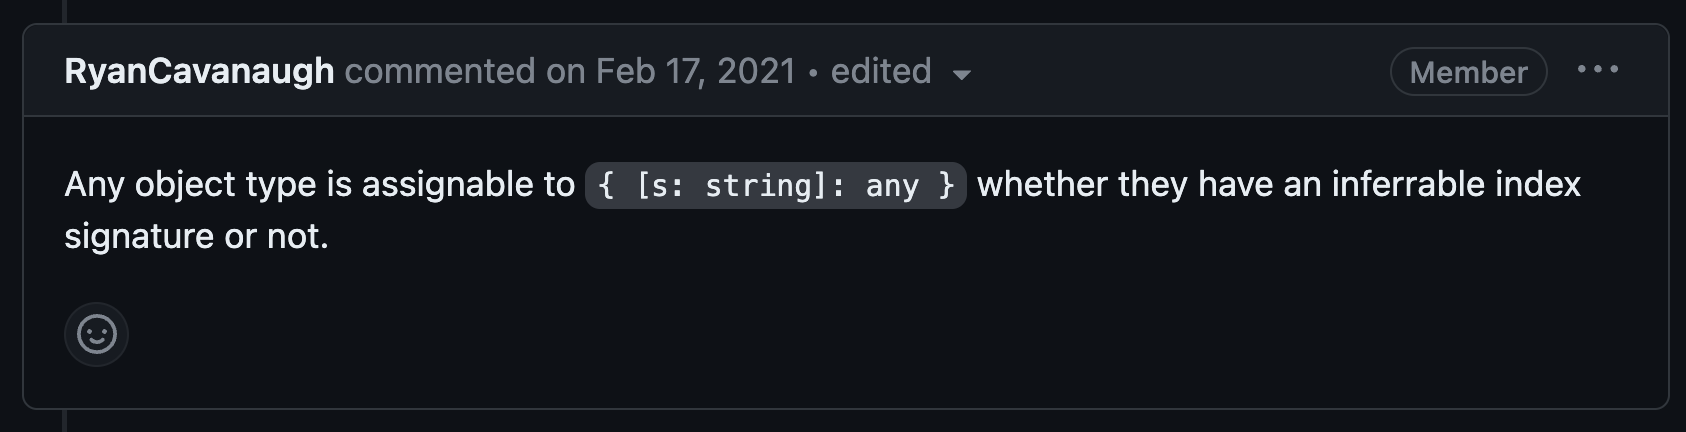 RyanCavanaugh commented on Feb 17, 2021 • edited Member
Any object type is assignable to { [s: string]: any } whether they have an inferrable index
signature or not.